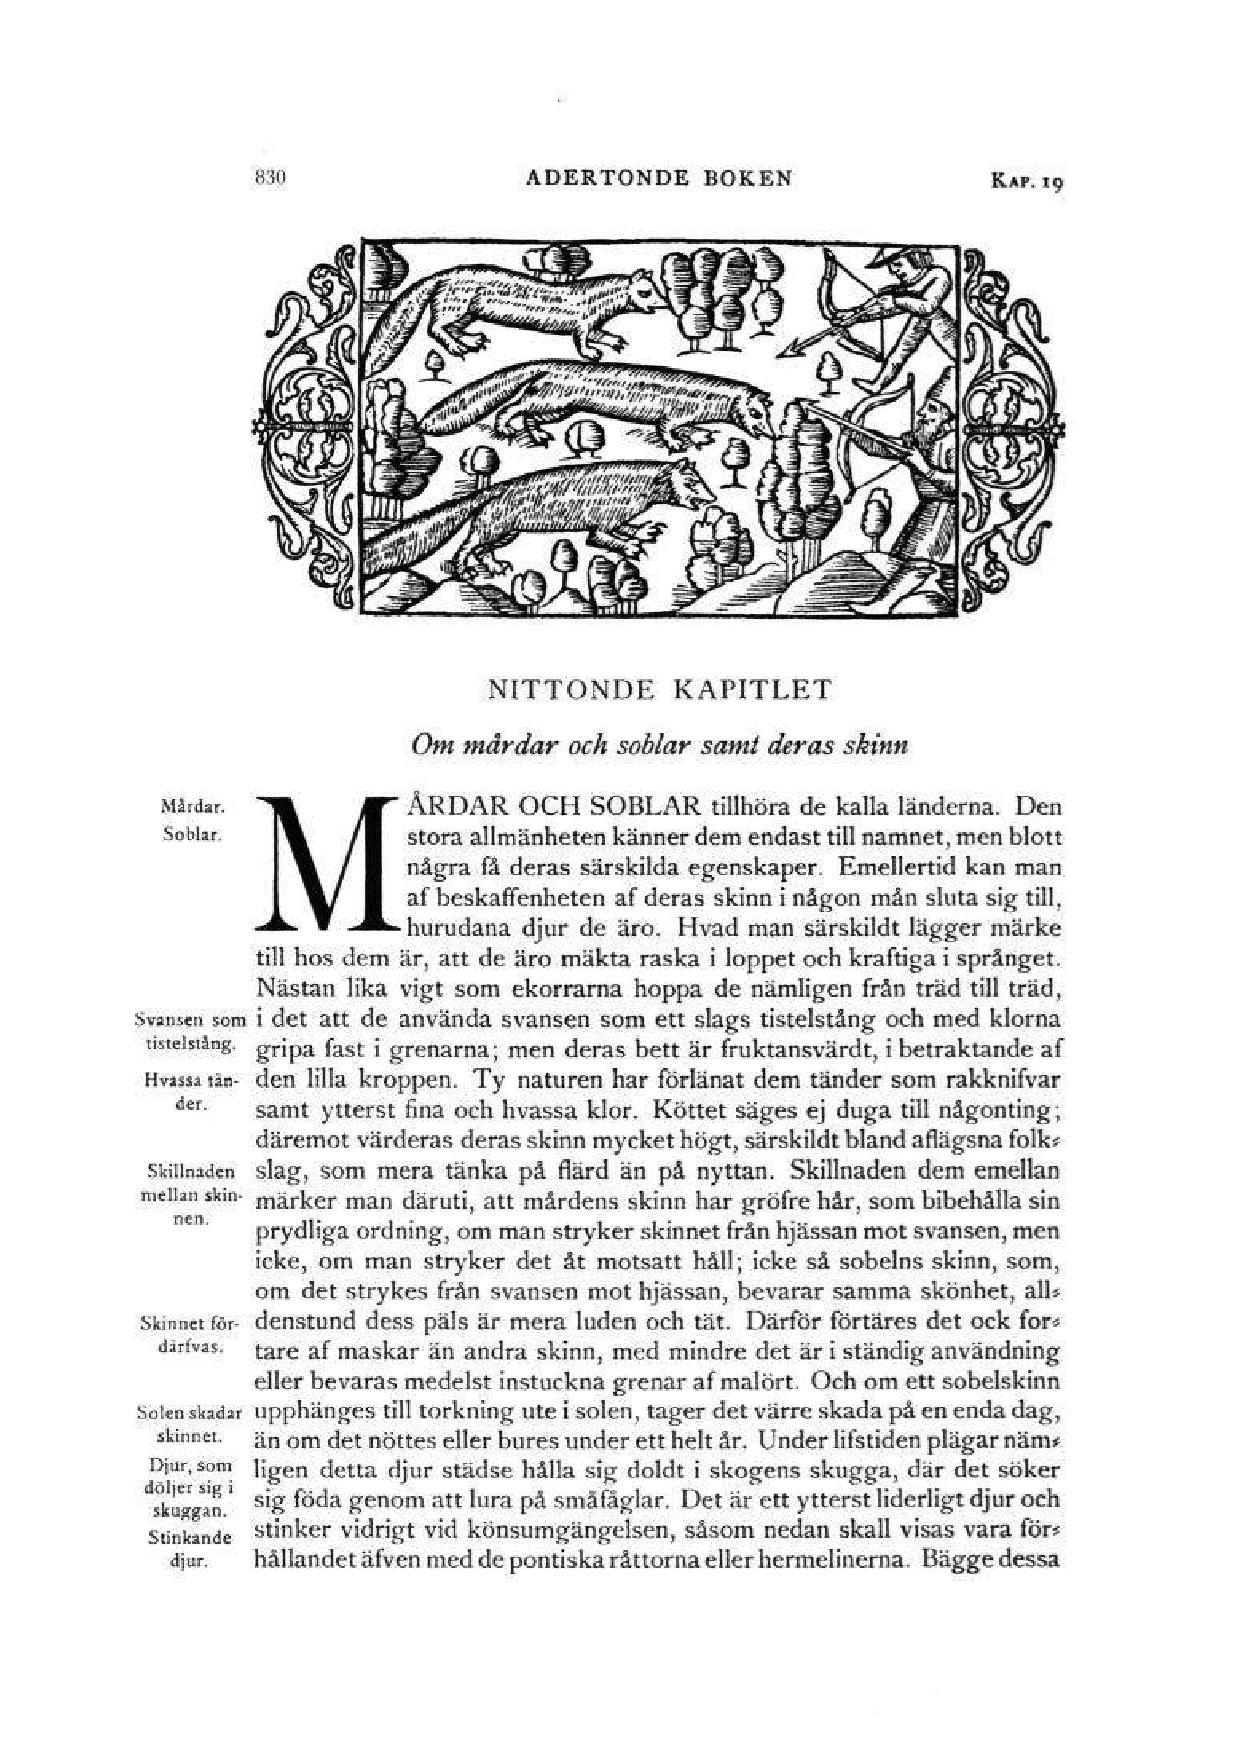 830 ADERTONDE BOKEN KAP. 19
NITTONDE KAPITLET
Om mårdar och soblar samt deras skinn
Mårdar.
Soblar.
MÅRDAR OCH SOBLAR tillhöra de kalla länderna. Den
stora allmänheten känner dem endast till namnet, men blott
några få deras särskilda egenskaper. Emellertid kan man
af beskaffenheten af deras skinn i någon mån sluta sig till,
hurudana djur de äro. Hvad man särskildt lägger märke
till hos dem är, att de äro mäkta raska i loppet och kraftiga i språnget.
Nästan lika vigt som ekorrarna hoppa de nämligen från träd till träd,
Svansen som
tistelstång.
i det att de använda svansen som ett slags tistelstång och med klorna
gripa fast i grenarna; men deras bett är fruktansvärdt, i betraktande af
Hvassa tän-
der.
den lilla kroppen. Ty naturen har förlänat dem tänder som rakknifvar
samt ytterst fina och hvassa klor. Köttet säges ej duga till någonting;
däremot värderas deras skinn mycket högt, särskildt bland aflägsna folk-
Skillnaden
mellan skin-
nen.
slag, som mera tänka på flärd än på nyttan. Skillnaden dem emellan
märker man däruti, att mårdens skinn har gröfre hår, som bibehålla sin
prydliga ordning, om man stryker skinnet från hjässan mot svansen, men
icke, om man stryker det åt motsatt håll; icke så sobelns skinn, som,
om det strykes från svansen mot hjässan, bevarar samma skönhet, all-
Skinnet för-
därfvas.
denstund dess päls är mera luden och tät. Därför förtäres det ock for-
tare af maskar än andra skinn, med mindre det är i ständig användning
eller bevaras medelst instuckna grenar af malört. Och om ett sobelskinn
Solen skadar
skinnet.
upphänges till torkning ute i solen, tager det värre skada på en enda dag,
än om det nöttes eller bures under ett helt år. Under lifstiden plägar näm-
Djur, som
döljer sig i
skuggan.
ligen detta djur städse hålla sig doldt i skogens skugga, där det söker
sig föda genom att lura på småfåglar. Det är ett ytterst liderligt djur och
Stinkande
djur.
stinker vidrigt vid könsumgängelsen, såsom nedan skall visas vara för-
hållandet äfven med de pontiska råttorna eller hermelinerna. Bägge dessa